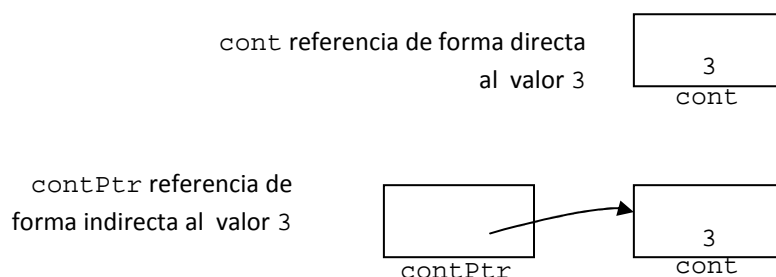 cont referencia de forma directa
al valor 3
3
cont
contPtr referencia de
forma indirecta al valor 3
3
contPtr
cont